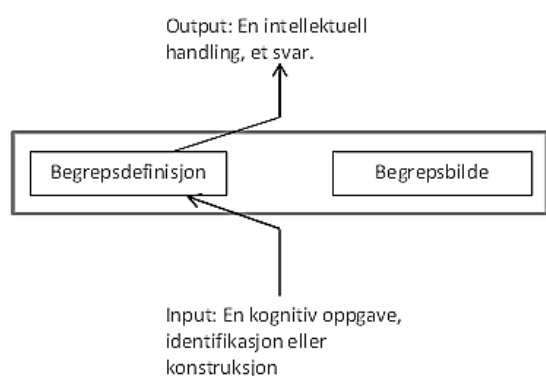 Output: En intellektuell
handling, et svar.
Begrepsdefinisjon
Begrepsbilde
Input: En kognitiv oppgave,
identifikasjon eller
konstruksjon